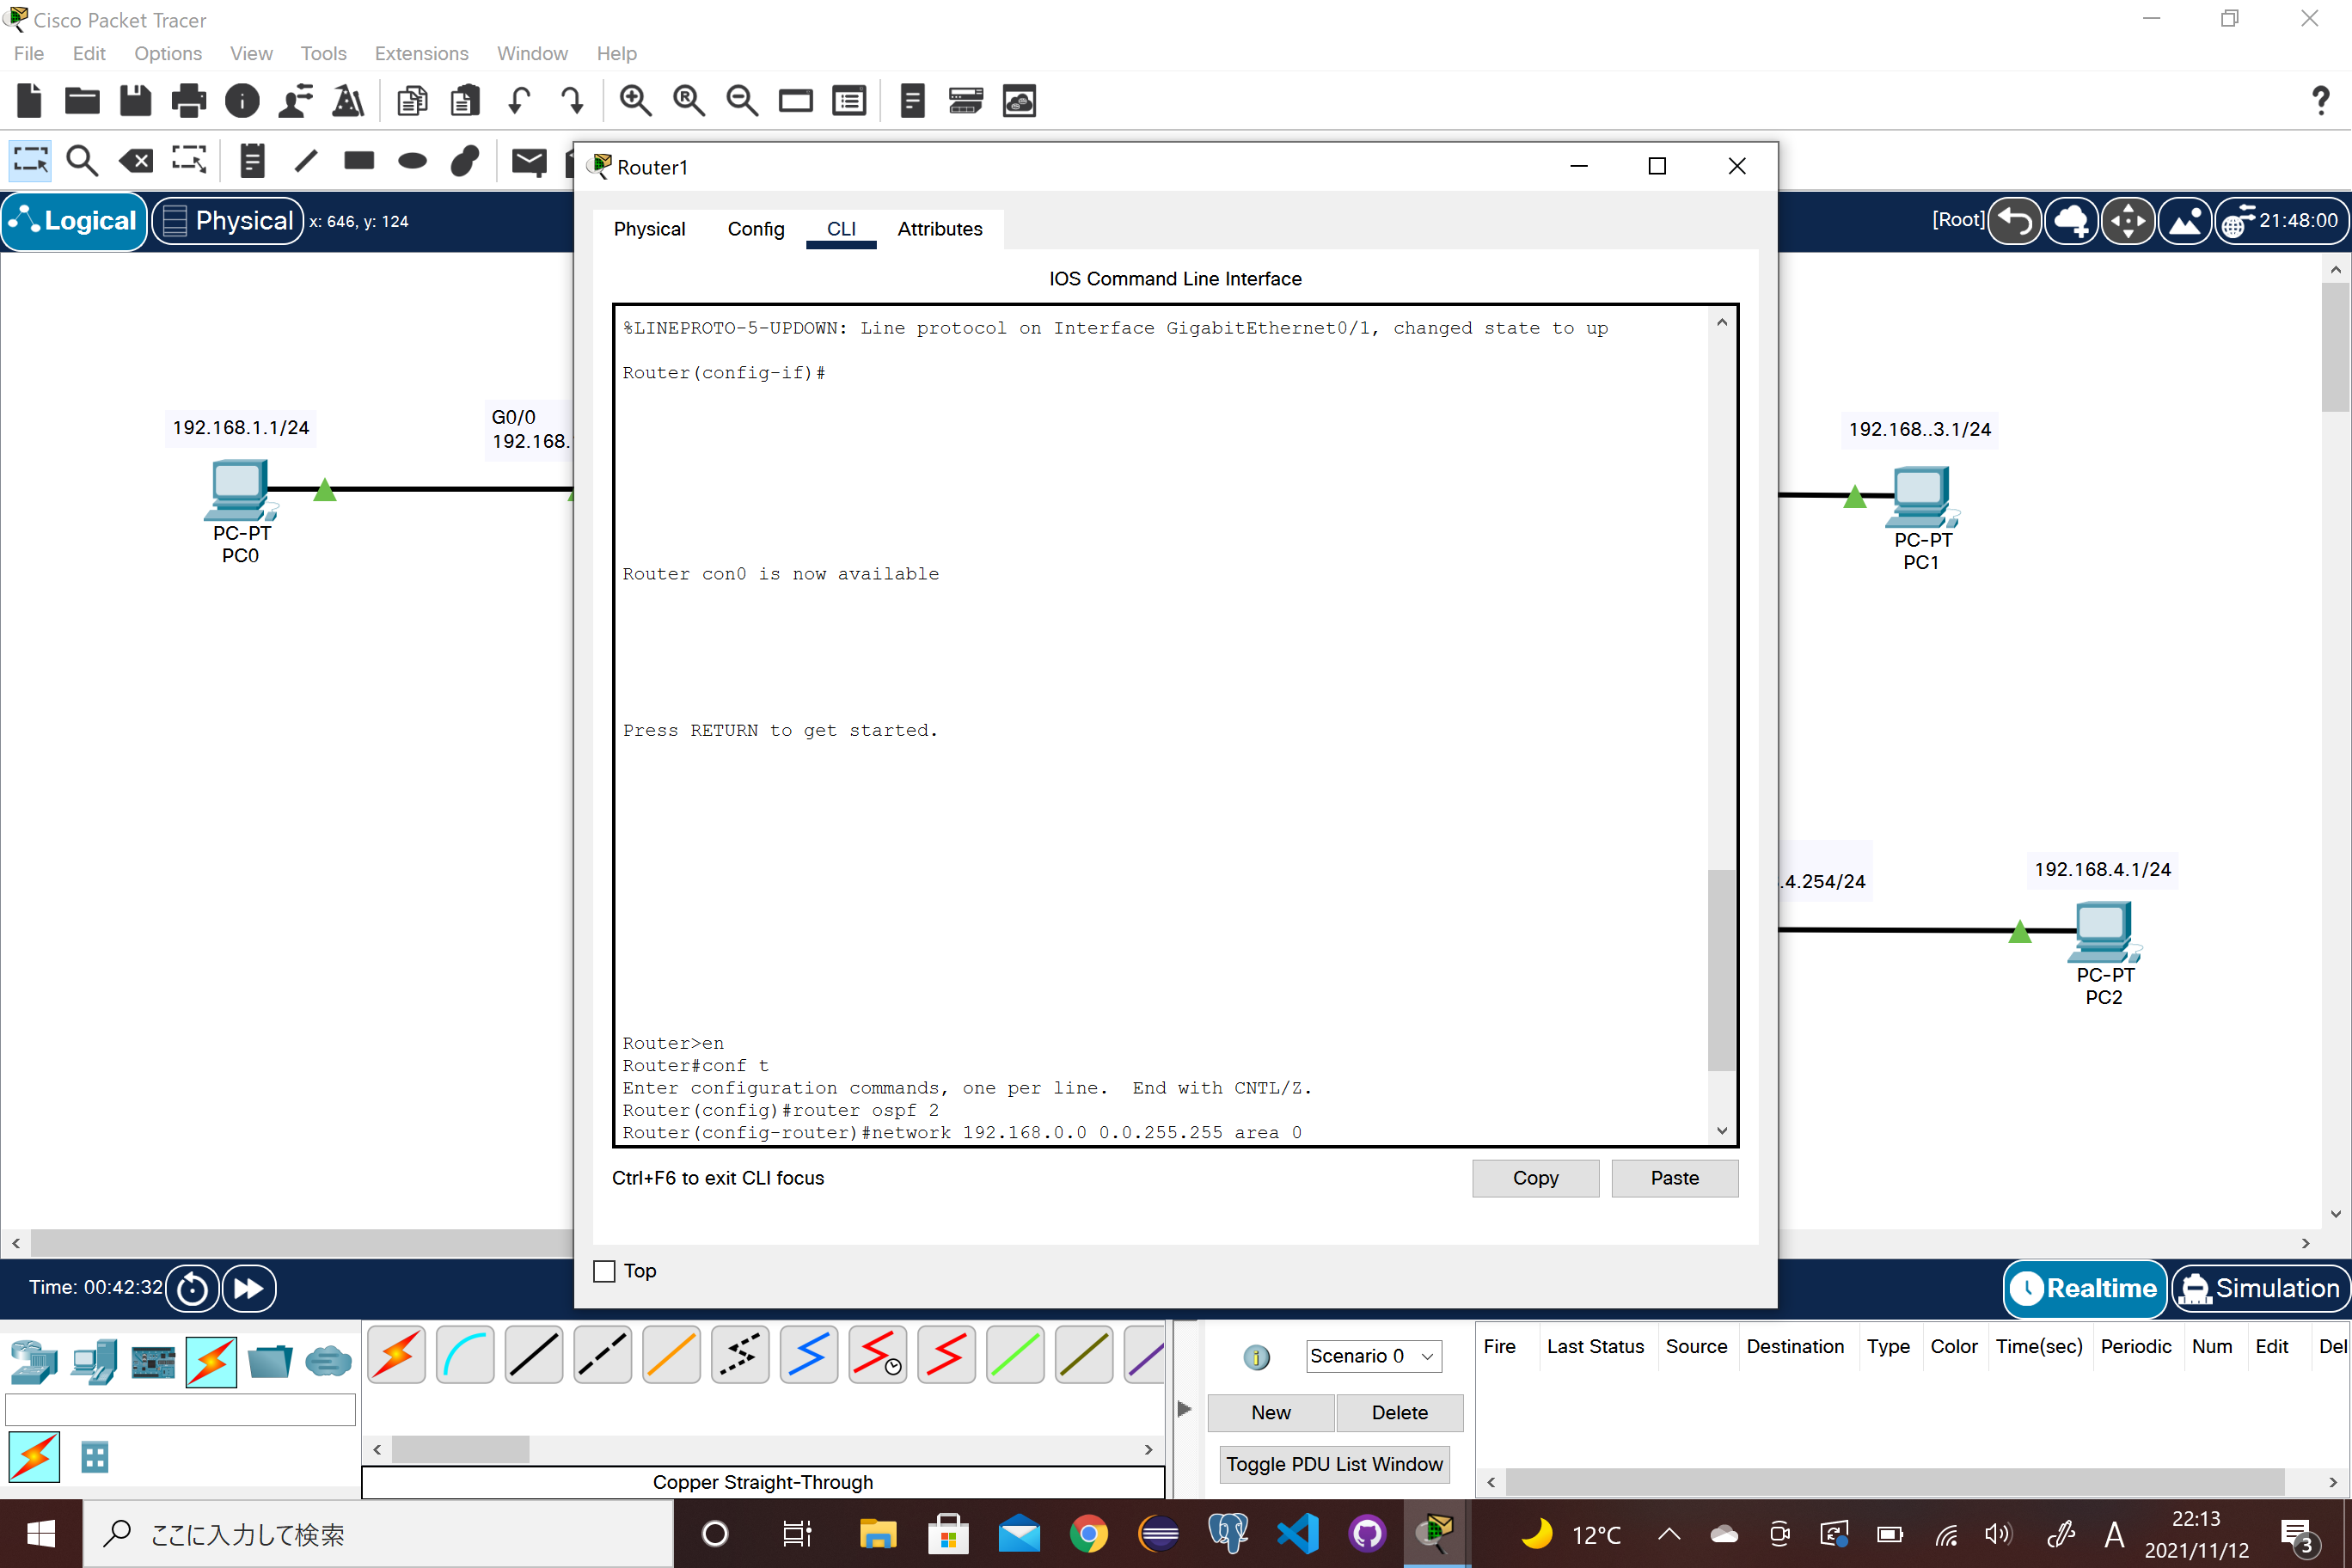 Cisco Packet Tracer
File Edit Options View Tools Extensions Window Help
Logical Physical x: 646, y: 124
[Root] 21:48:00
Router1
Physical Config CLI Attributes
IOS Command Line Interface
%LINEPROTO-5-UPDOWN: Line protocol on Interface GigabitEthernet0/1, changed state to up
Router(config-if)#
Router con0 is now available
Press RETURN to get started.
Router>en
Router#conf t
Enter configuration commands, one per line.  End with CNTL/Z.
Router(config)#router ospf 2
Router(config-router)#network 192.168.0.0 0.0.255.255 area 0
Ctrl+F6 to exit CLI focus
Copy Paste
Top
192.168.1.1/24
G0/0
192.168.
PC-PT
PC0
192.168..3.1/24
PC-PT
PC1
.4.254/24
192.168.4.1/24
PC-PT
PC2
Time: 00:42:32
Realtime Simulation
Scenario 0
New Delete
Toggle PDU List Window
Fire Last Status Source Destination Type Color Time(sec) Periodic Num Edit Del
Copper Straight-Through
ここに入力して検索
12°C
A
22:13
2021/11/12
3